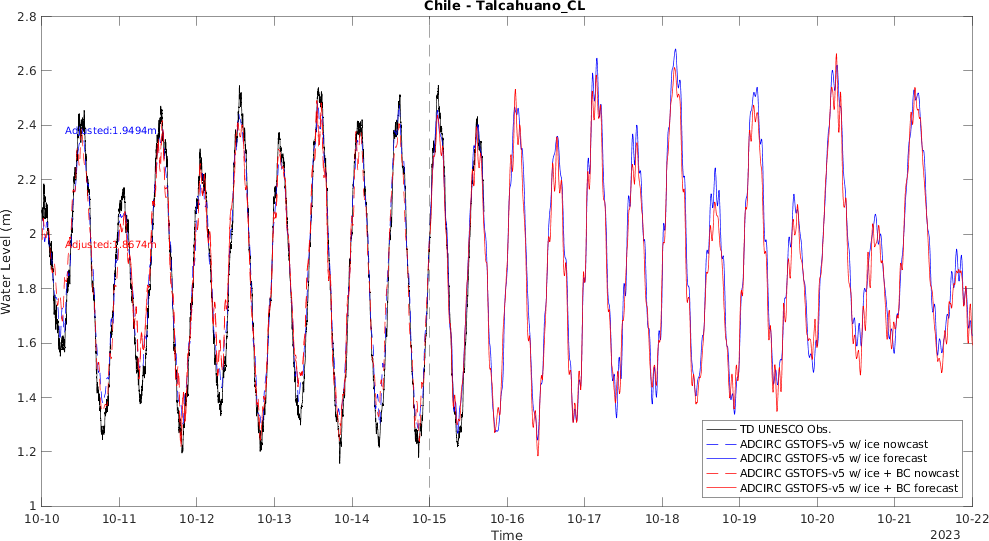 Chile - Talcahuano_CL
Water Level (m)
2.8
2.6
2.4
2.2
2
1.8
1.6
1.4
1.2
1
Adjusted:1.9494m
Adjusted:1.8674m
TD UNESCO Obs.
ADCIRC GSTOFS-v5 w/ ice nowcast
ADCIRC GSTOFS-v5 w/ ice forecast
ADCIRC GSTOFS-v5 w/ ice + BC nowcast
ADCIRC GSTOFS-v5 w/ ice + BC forecast
10-10 10-11 10-12 10-13 10-14 10-15 10-16 10-17 10-18 10-19 10-20 10-21 10-22
Time
2023